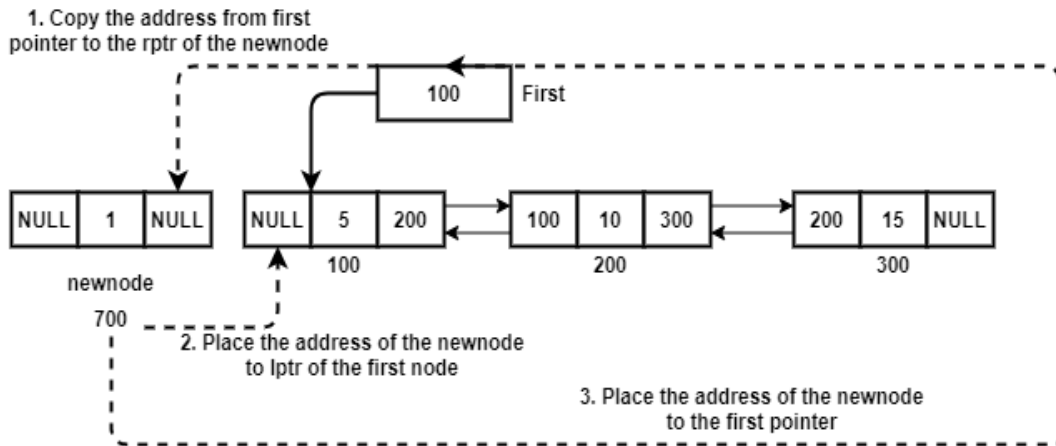 1. Copy the address from first
pointer to the rptr of the newnode
100 First
NULL 1 NULL NULL 5 200 100 10 300 200 15 NULL
100 200 300
newnode
700
2. Place the address of the newnode
to lptr of the first node
3. Place the address of the newnode
to the first pointer